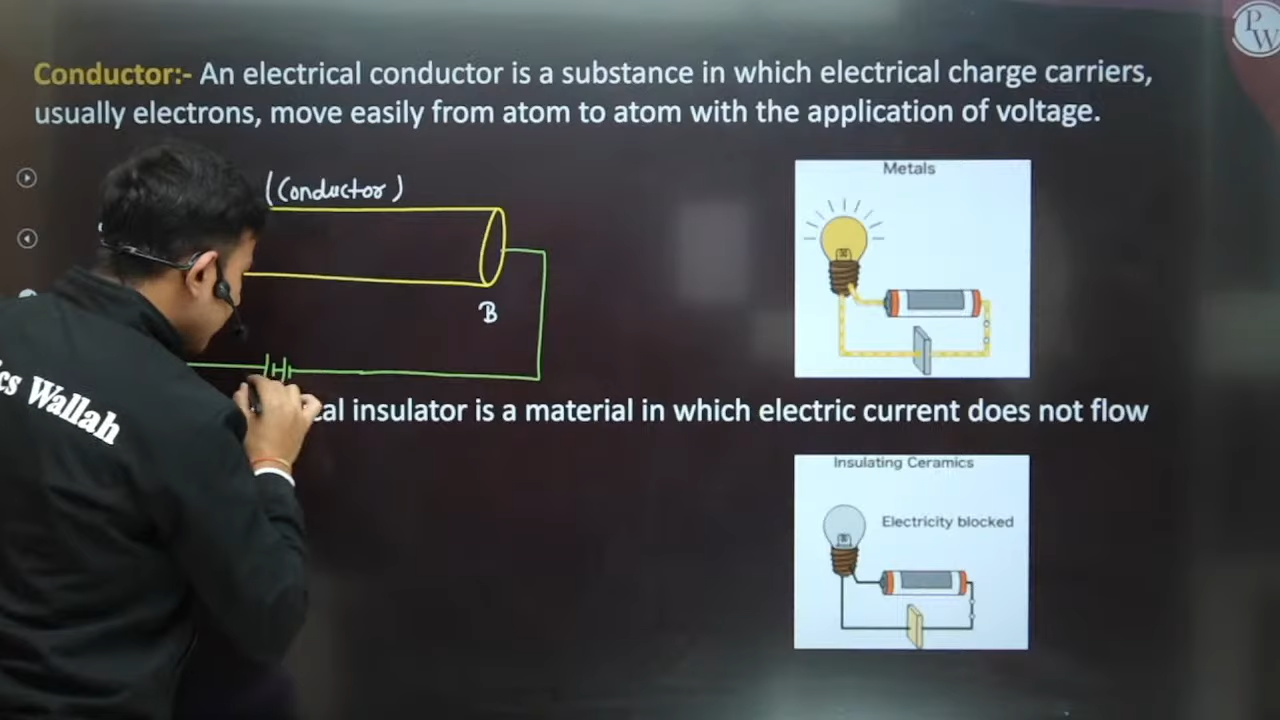 P
W
Conductor:- An electrical conductor is a substance in which electrical charge carriers,
usually electrons, move easily from atom to atom with the application of voltage.
(Conductor)
Metals
B
insulator is a material in which electric current does not flow
Wallah
Insulating Ceramics
Electricity blocked